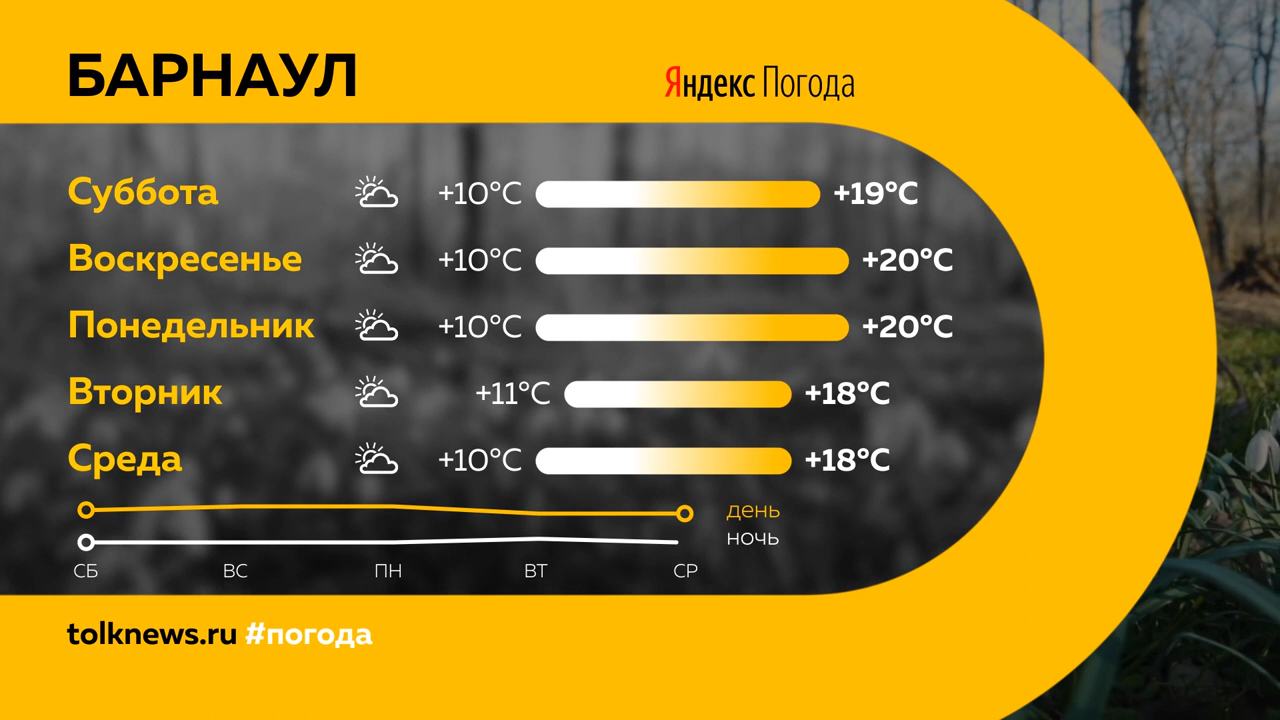 БАРНАУЛ
Яндекс Погода
Суббота +10°C +19°C
Воскресенье +10°C +20°C
Понедельник +10°C +20°C
Вторник +11°C +18°C
Среда +10°C +18°C
день
ночь
СБ ВС ПН ВТ СР
tolknews.ru #погода